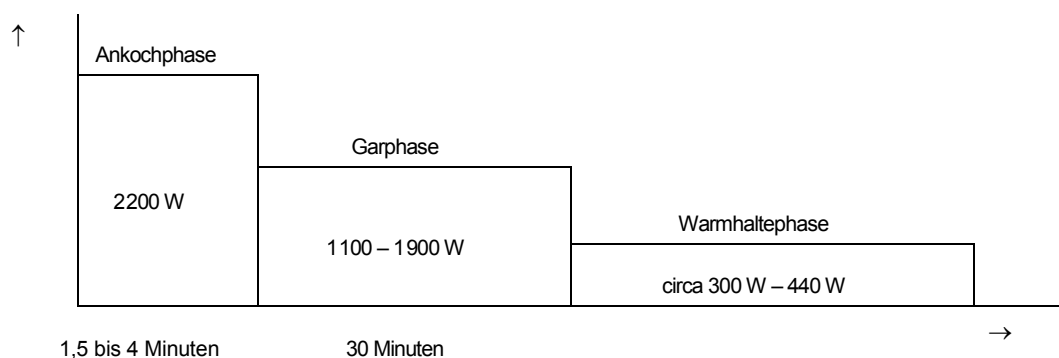 ↑
Ankochphase
Garphase
2200 W
Warmhaltephase
1100 – 1900 W
circa 300 W – 440 W
→
1,5 bis 4 Minuten 30 Minuten